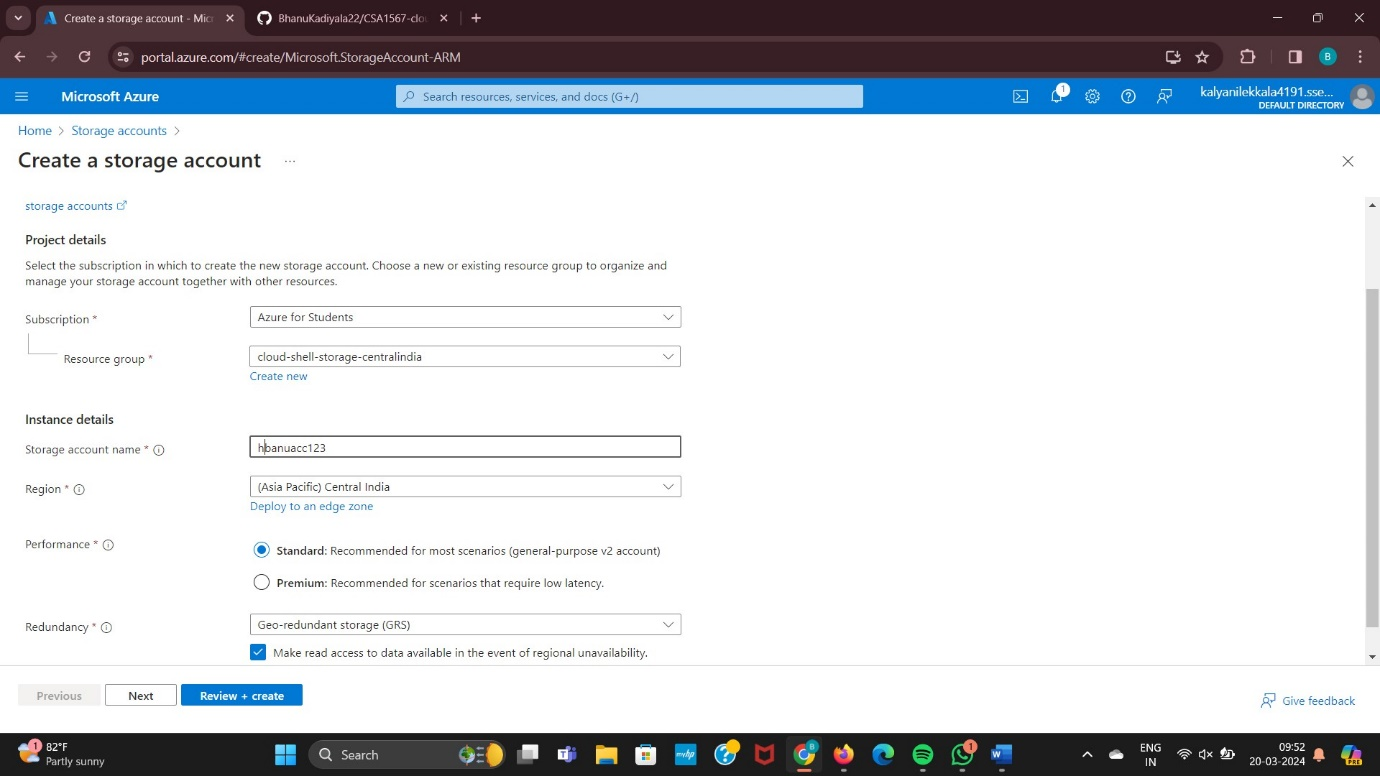 Create a storage account - Micr
BhanuKadiyala22/CSA1567-clo
portal.azure.com/#create/Microsoft.StorageAccount-ARM
B
Microsoft Azure
Search resources, services, and docs (G+/)
1
kalyanilekkala4191.sse...
DEFAULT DIRECTORY
Home > Storage accounts >
Create a storage account ...
storage accounts
Project details
Select the subscription in which to create the new storage account. Choose a new or existing resource group to organize and
manage your storage account together with other resources.
Subscription *
Azure for Students
Resource group *
cloud-shell-storage-centralindia
Create new
Instance details
Storage account name *
hbanuacc123
Region *
(Asia Pacific) Central India
Deploy to an edge zone
Performance *
Standard: Recommended for most scenarios (general-purpose v2 account)
Premium: Recommended for scenarios that require low latency.
Redundancy *
Geo-redundant storage (GRS)
Make read access to data available in the event of regional unavailability.
Previous
Next
Review + create
Give feedback
1
82°F
Partly sunny
Search
myhp
B
1
ENG
IN
09:52
20-03-2024
PRE